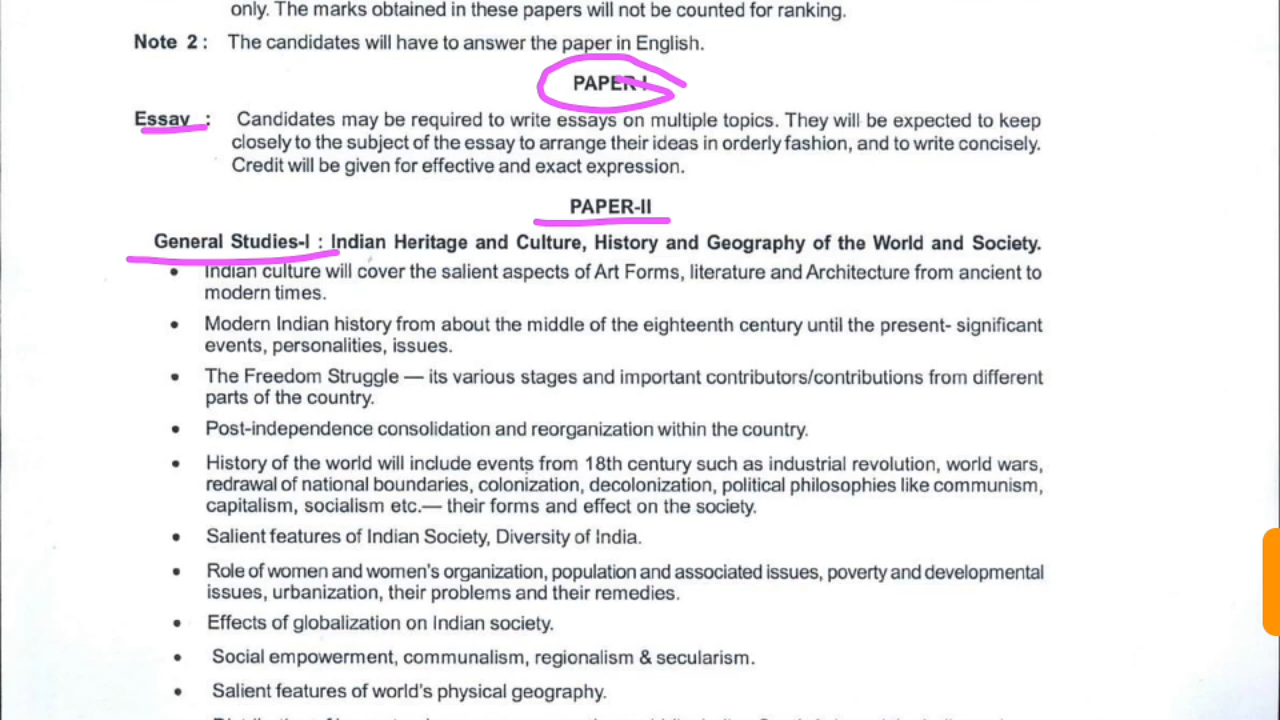 only. The marks obtained in these papers will not be counted for ranking.
Note 2: The candidates will have to answer the paper in English.
PAPER-I
Essay : Candidates may be required to write essays on multiple topics. They will be expected to keep
closely to the subject of the essay to arrange their ideas in orderly fashion, and to write concisely.
Credit will be given for effective and exact expression.
PAPER-II
General Studies-I : Indian Heritage and Culture, History and Geography of the World and Society.
• Indian culture will cover the salient aspects of Art Forms, literature and Architecture from ancient to
modern times.
• Modern Indian history from about the middle of the eighteenth century until the present- significant
events, personalities, issues.
• The Freedom Struggle — its various stages and important contributors/contributions from different
parts of the country.
• Post-independence consolidation and reorganization within the country.
• History of the world will include events from 18th century such as industrial revolution, world wars,
redrawal of national boundaries, colonization, decolonization, political philosophies like communism,
capitalism, socialism etc.— their forms and effect on the society.
• Salient features of Indian Society, Diversity of India.
• Role of women and women's organization, population and associated issues, poverty and developmental
issues, urbanization, their problems and their remedies.
• Effects of globalization on Indian society.
• Social empowerment, communalism, regionalism & secularism.
• Salient features of world's physical geography.